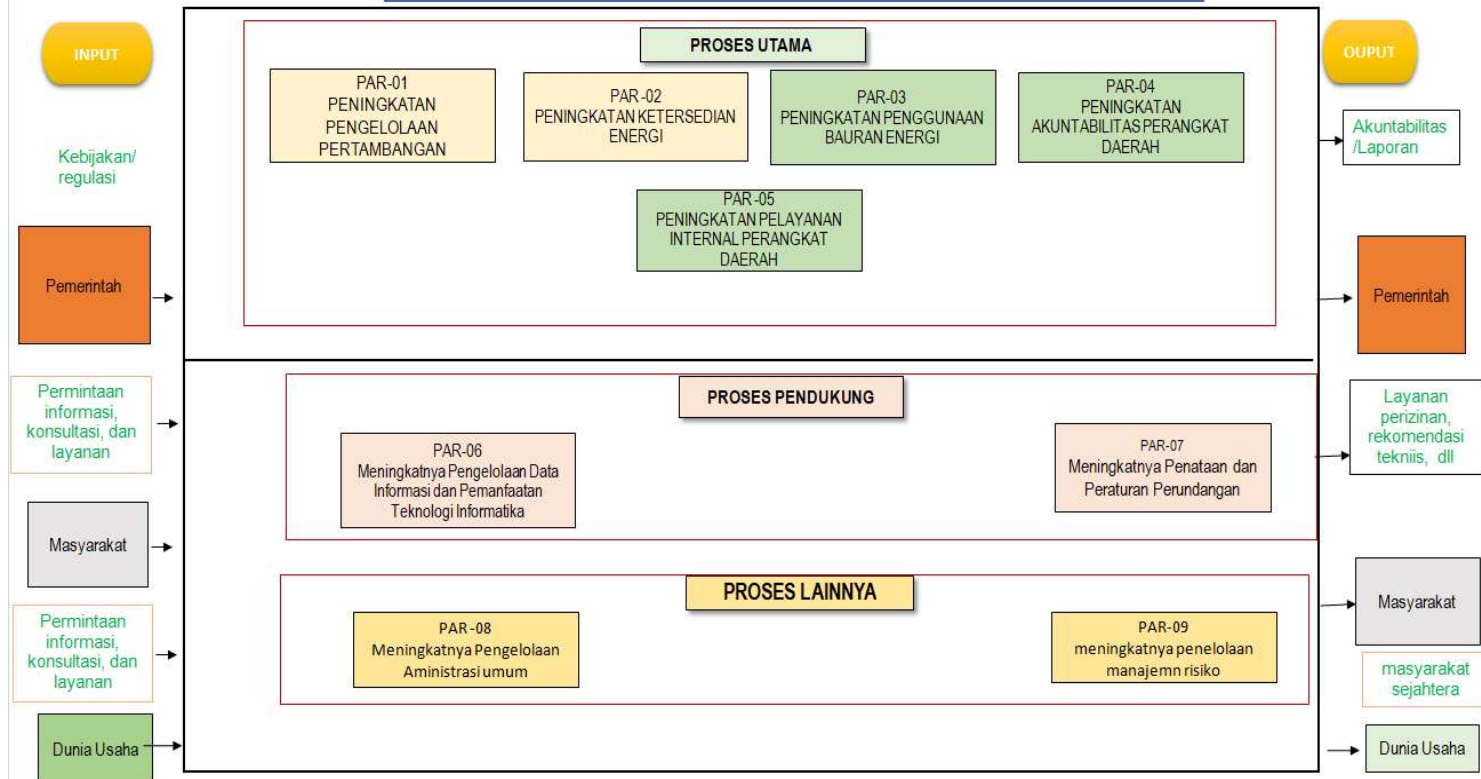 INPUT
Kebijakan/
regulasi
Pemerintah
Permintaan
informasi,
konsultasi, dan
layanan
Masyarakat
Permintaan
informasi,
konsultasi, dan
layanan
Dunia Usaha
PROSES UTAMA
PAR-01
PENINGKATAN
PENGELOLAAN
PERTAMBANGAN
PAR -02
PENINGKATAN KETERSEDIAN
ENERGI
PAR-03
PENINGKATAN PENGGUNAAN
BAURAN ENERGI
PAR-04
PENINGKATAN
AKUNTABILITAS PERANGKAT
DAERAH
PAR -05
PENINGKATAN PELAYANAN
INTERNAL PERANGKAT
DAERAH
PROSES PENDUKUNG
PAR-06
Meningkatnya Pengelolaan Data
Informasi dan Pemanfaatan
Teknologi Informatika
PAR-07
Meningkatnya Penataan dan
Peraturan Perundangan
PROSES LAINNYA
PAR -08
Meningkatnya Pengelolaan
Aministrasi umum
PAR-09
meningkatnya penelolaan
manajemn risiko
OUPUT
Akuntabilitas
/Laporan
Pemerintah
Layanan
perizinan,
rekomendasi
tekniis, dll
Masyarakat
masyarakat
sejahtera
Dunia Usaha